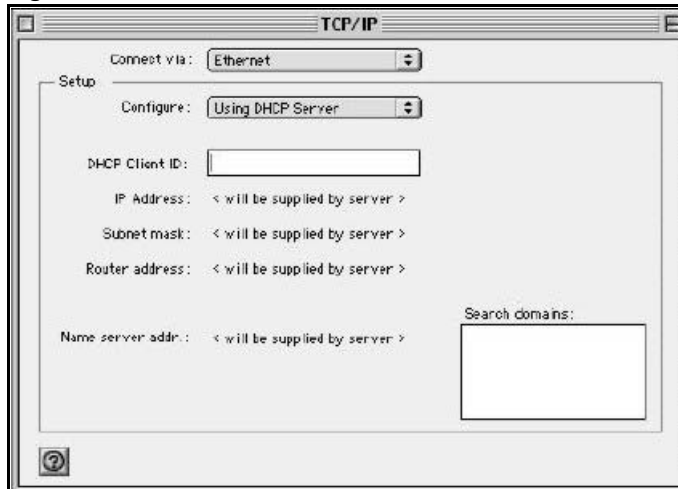 TCP/IP
Connect via: Ethernet
Setup
Configure: Using DHCP Server
DHCP Client ID:
IP Address: < will be supplied by server >
Subnet mask: < will be supplied by server >
Router address: < will be supplied by server >
Search domains:
Name server addr.: < will be supplied by server >
?